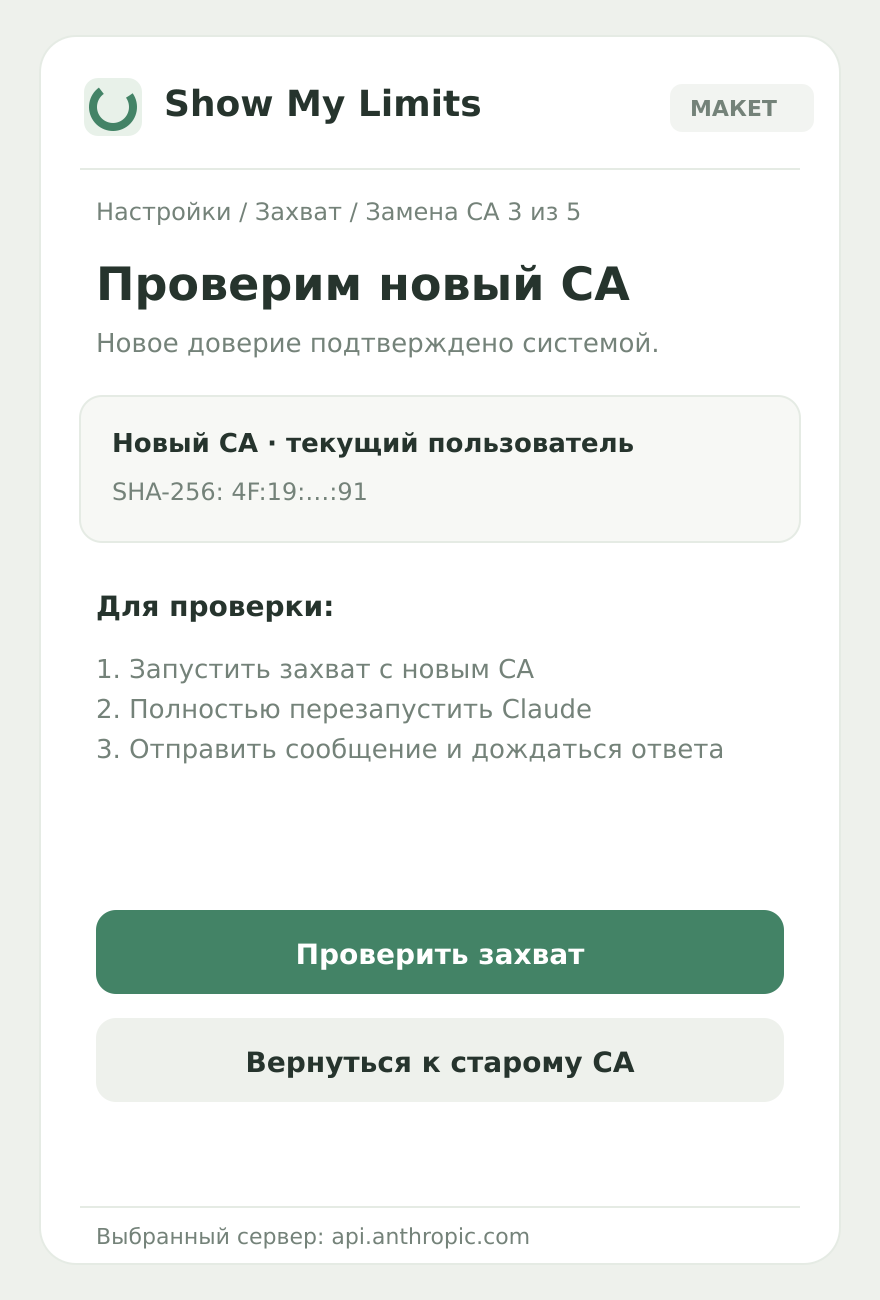 Show My Limits
МАКЕТ
Настройки / Захват / Замена CA 3 из 5
Проверим новый CA
Новое доверие подтверждено системой.
Новый CA · текущий пользователь
SHA-256: 4F:19:…:91
Для проверки:
1. Запустить захват с новым CA
2. Полностью перезапустить Claude
3. Отправить сообщение и дождаться ответа
Проверить захват
Вернуться к старому CA
Выбранный сервер: api.anthropic.com